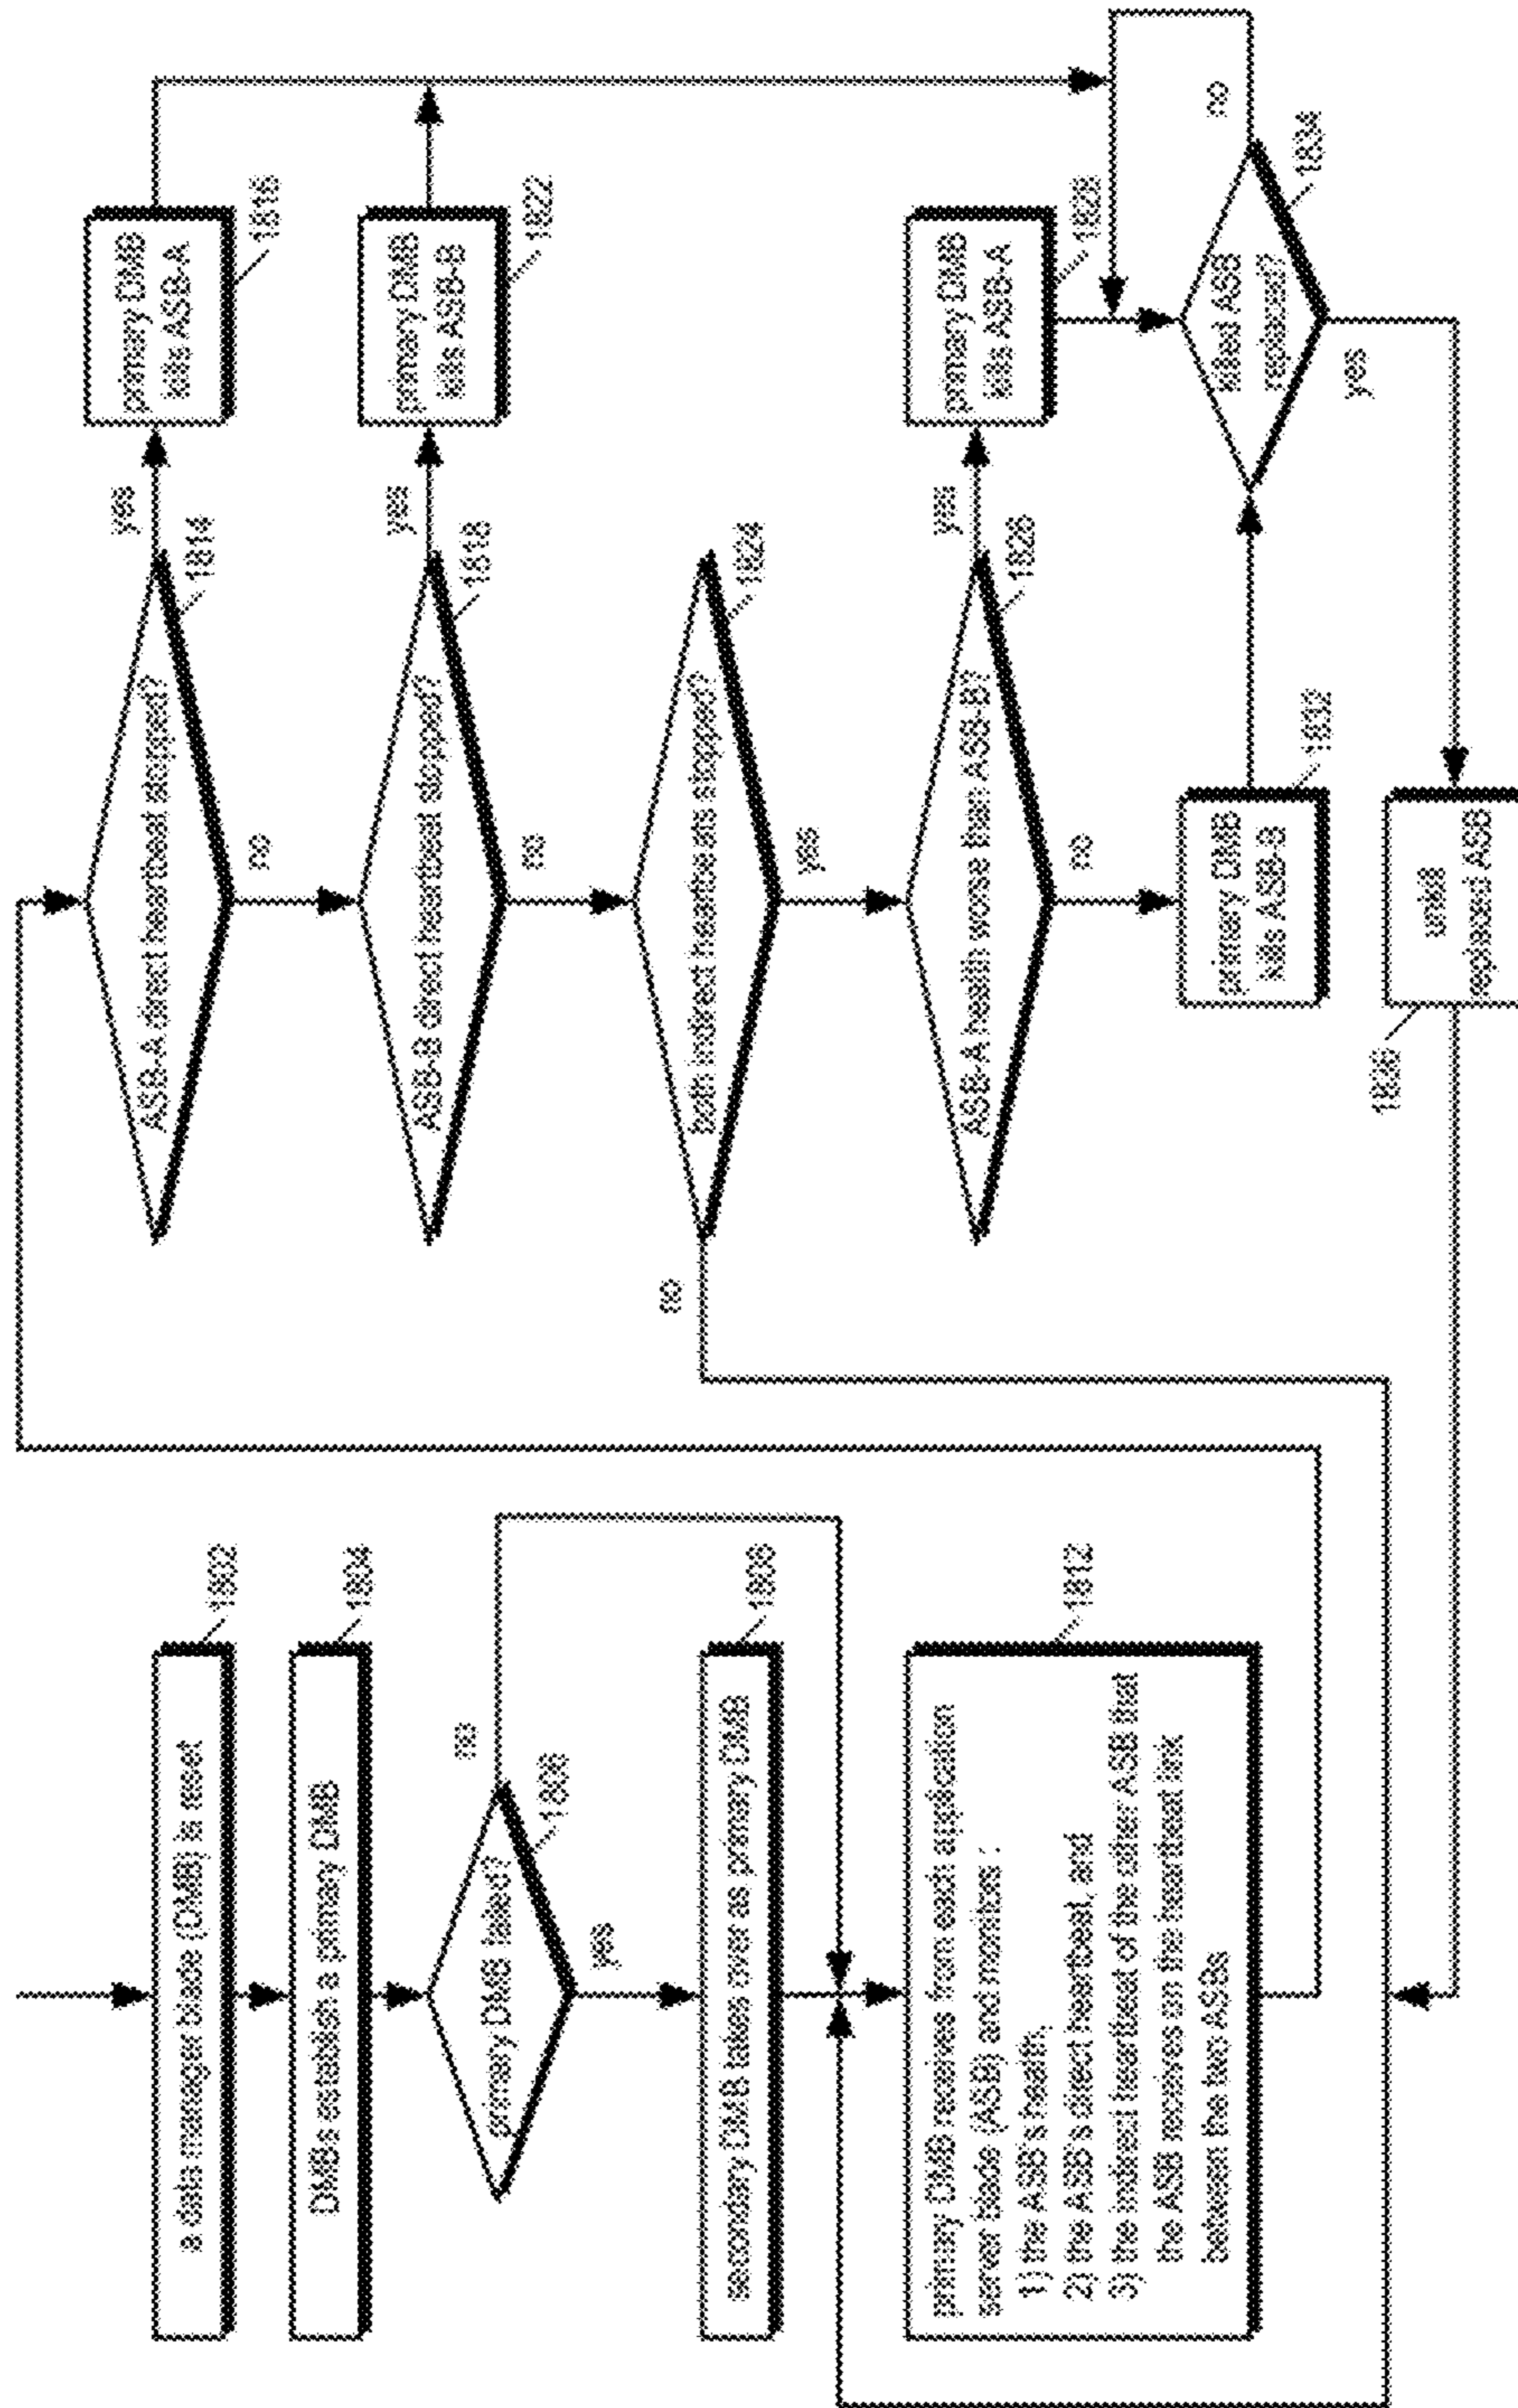 a data manager blade (DMB) is reset
1802
DMBs establish a primary DMB
1804
primary DMB failed?
1806
no
yes
secondary DMB takes over as primary DMB
1808
primary DMB receives from each application
server blade (ASB) and monitors :
1) the ASB's health,
2) the ASB's direct heartbeat, and
3) the indirect heartbeat of the other ASB that
the ASB receives on the heartbeat link
between the two ASBs
1812
ASB-A direct heartbeat stopped?
1814
yes
no
primary DMB
kills ASB-A
1816
ASB-B direct heartbeat stopped?
1818
yes
no
primary DMB
kills ASB-B
1822
both indirect heartbeats stopped?
1824
no
yes
ASB-A health worse than ASB-B?
1826
yes
no
primary DMB
kills ASB-A
1828
primary DMB
kills ASB-B
1832
killed ASB
replaced?
1834
no
yes
unkill
replaced ASB
1836